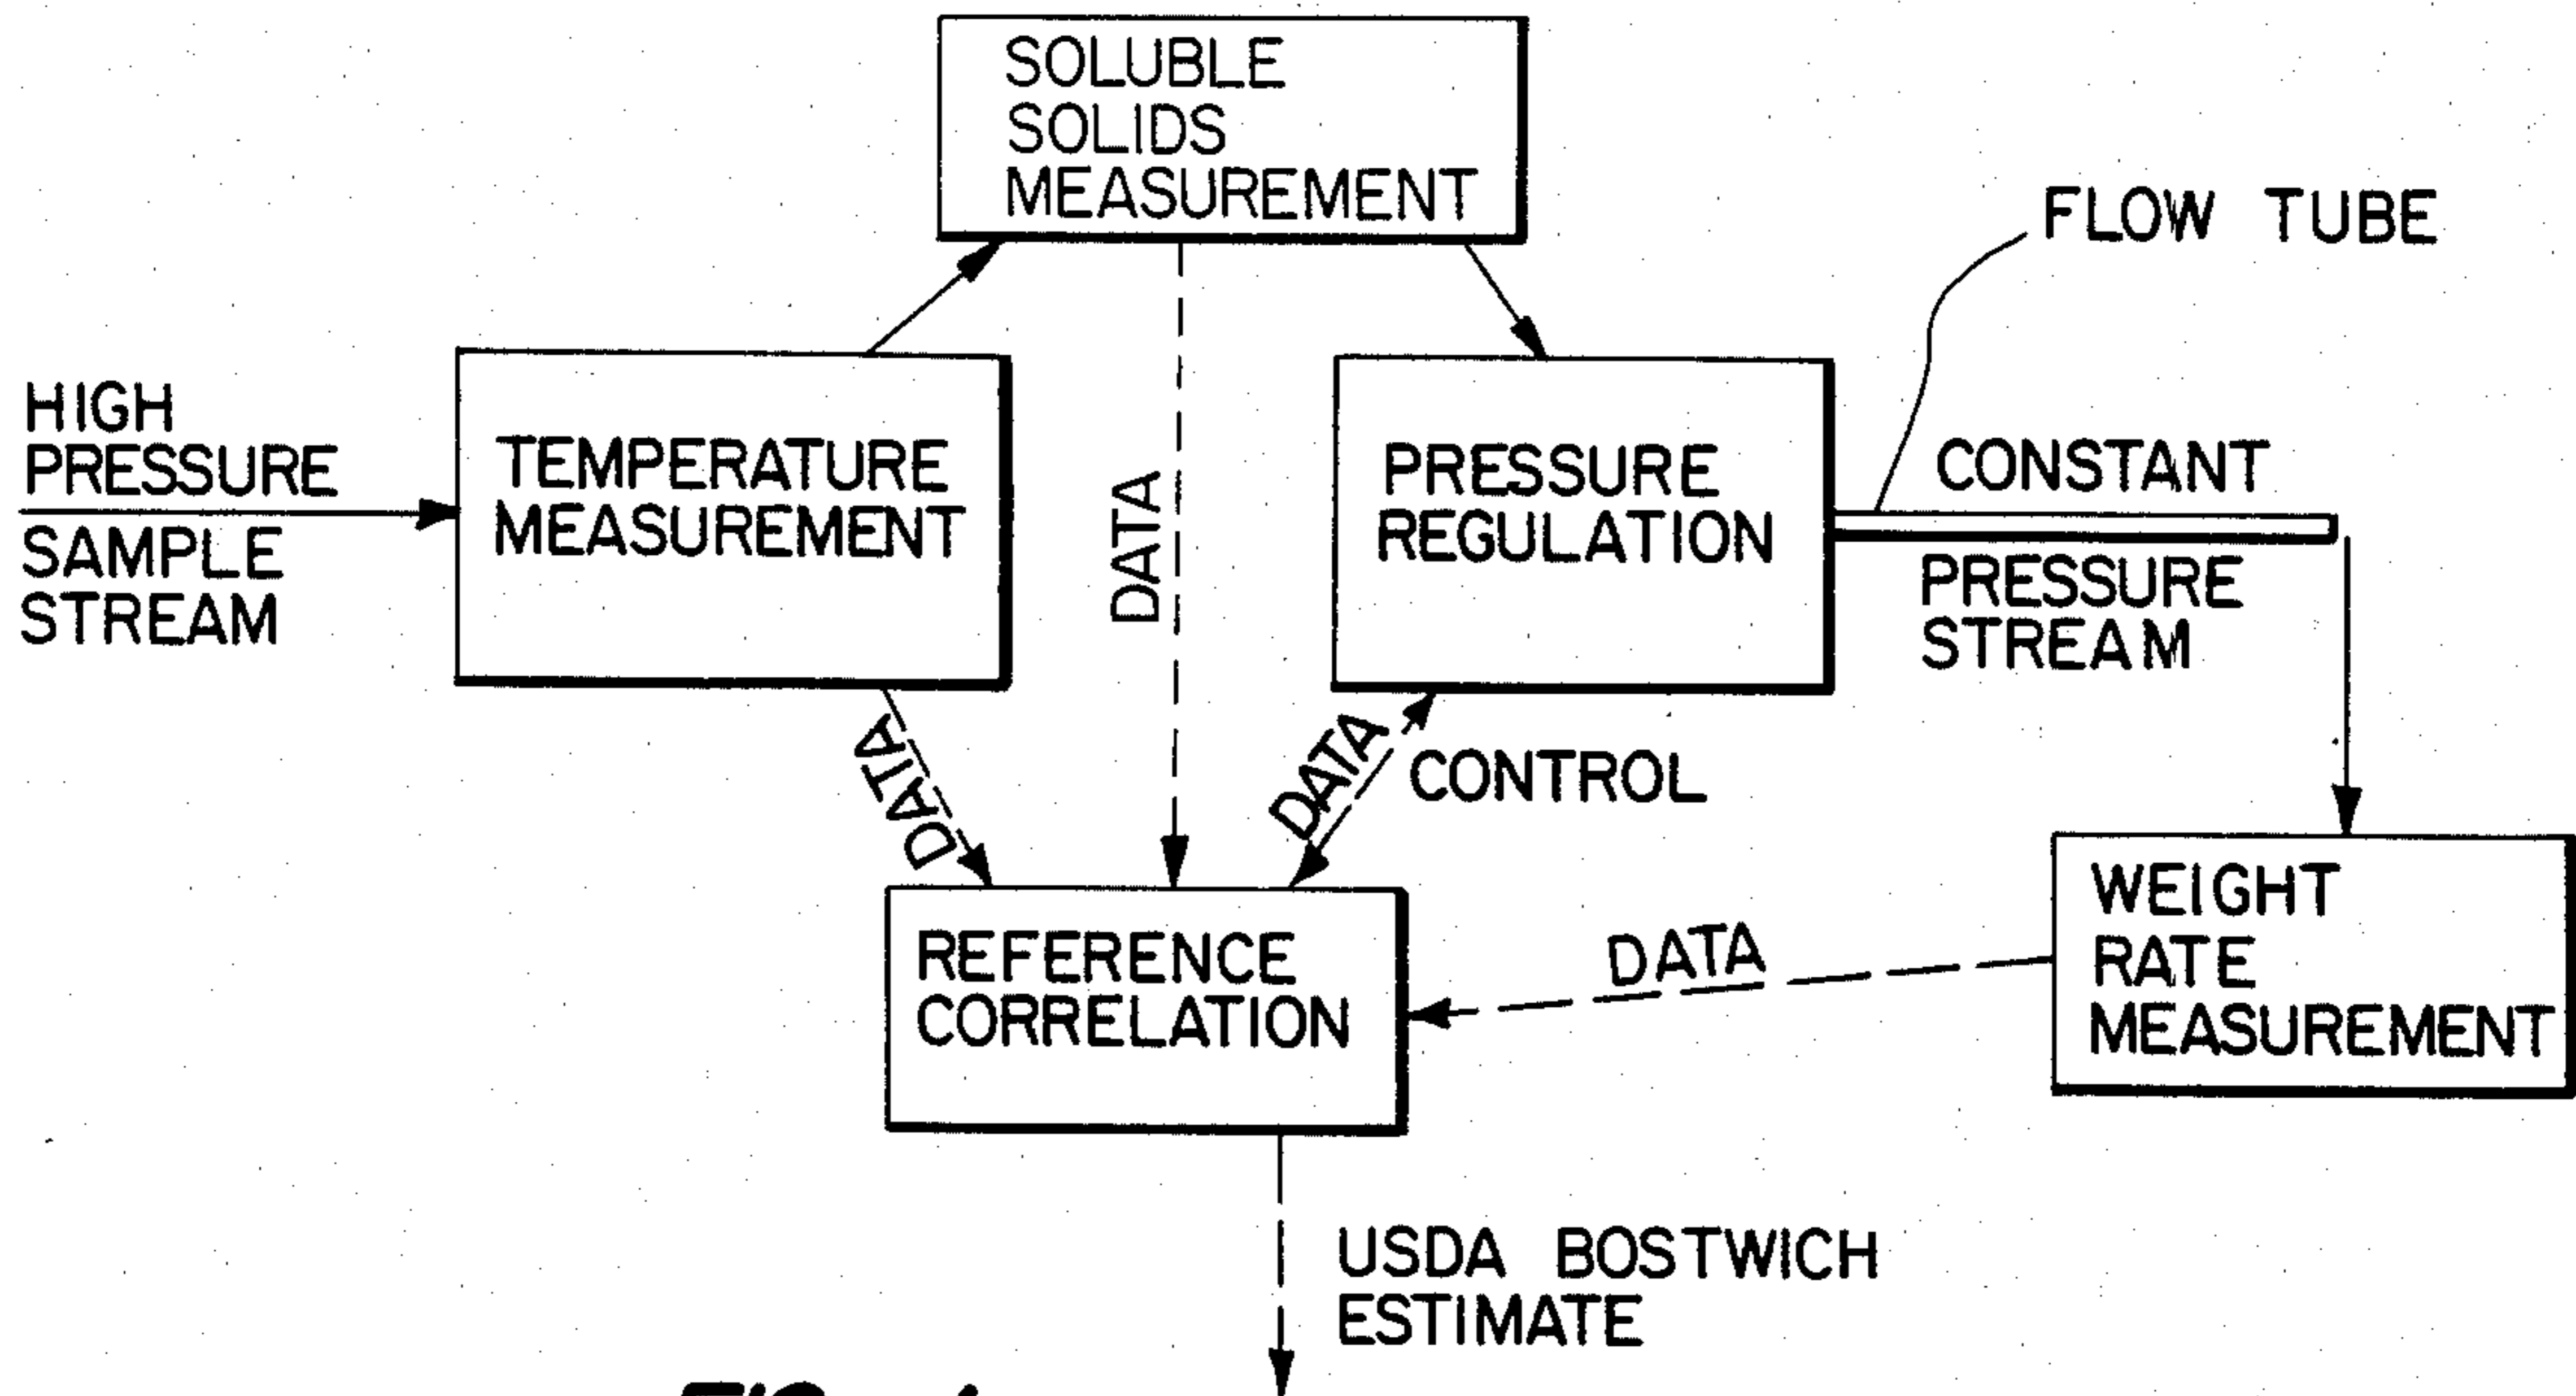 SOLUBLE
SOLIDS
MEASUREMENT
FLOW TUBE
HIGH
PRESSURE
SAMPLE
STREAM
TEMPERATURE
MEASUREMENT
DATA
PRESSURE
REGULATION
CONSTANT
PRESSURE
STREAM
DATA
DATA
CONTROL
REFERENCE
CORRELATION
DATA
WEIGHT
RATE
MEASUREMENT
USDA BOSTWICH
ESTIMATE